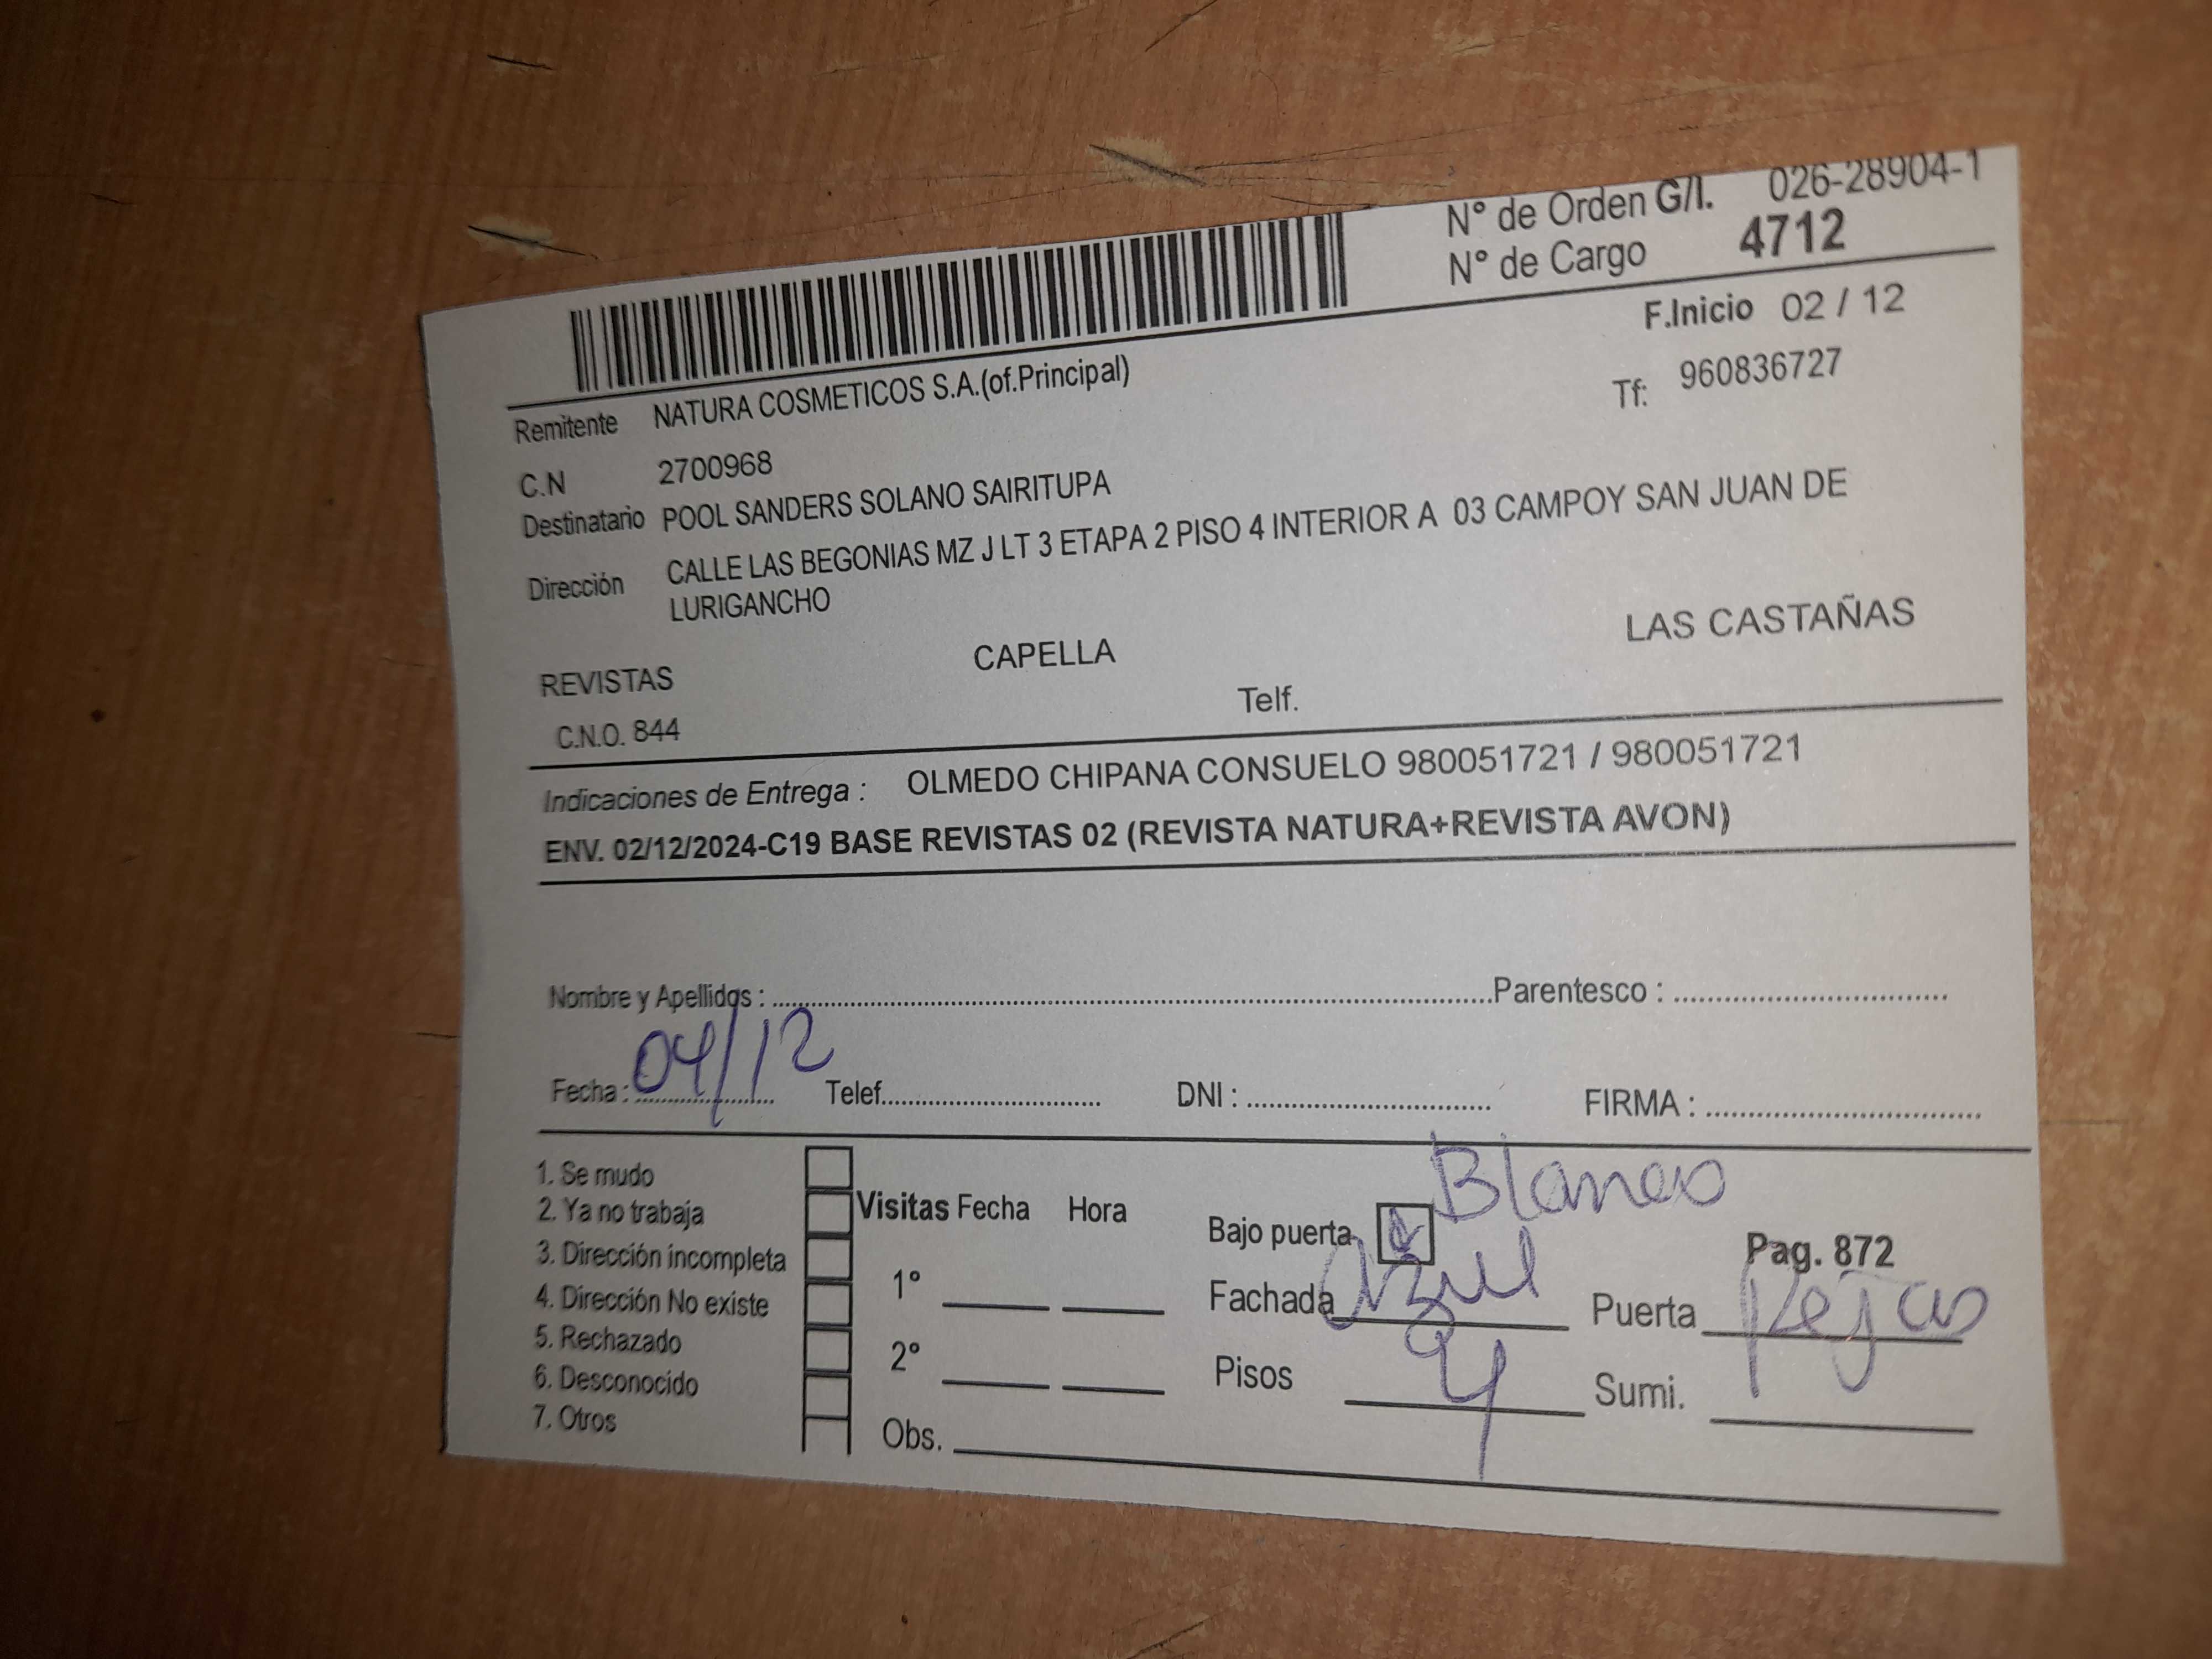 N° de Orden G/I. 026-28904-1
N° de Cargo 4712
F.Inicio 02 / 12
Remitente NATURA COSMETICOS S.A.(of.Principal) Tf: 960836727
C.N 2700968
Destinatario POOL SANDERS SOLANO SAIRITUPA
Dirección CALLE LAS BEGONIAS MZ J LT 3 ETAPA 2 PISO 4 INTERIOR A 03 CAMPOY SAN JUAN DE
LURIGANCHO
REVISTAS CAPELLA LAS CASTAÑAS
C.N.O. 844 Telf.
Indicaciones de Entrega : OLMEDO CHIPANA CONSUELO 980051721 / 980051721
ENV. 02/12/2024-C19 BASE REVISTAS 02 (REVISTA NATURA+REVISTA AVON)
Nombre y Apellidos : Parentesco :
Fecha : 04/12 Telef. DNI : FIRMA :
1. Se mudo
2. Ya no trabaja
3. Dirección incompleta
4. Dirección No existe
5. Rechazado
6. Desconocido
7. Otros
Visitas Fecha Hora
1°
2°
Obs.
Bajo puerta Blanco
Pag. 872
Fachada azul Puerta Rejas
Pisos 4 Sumi.